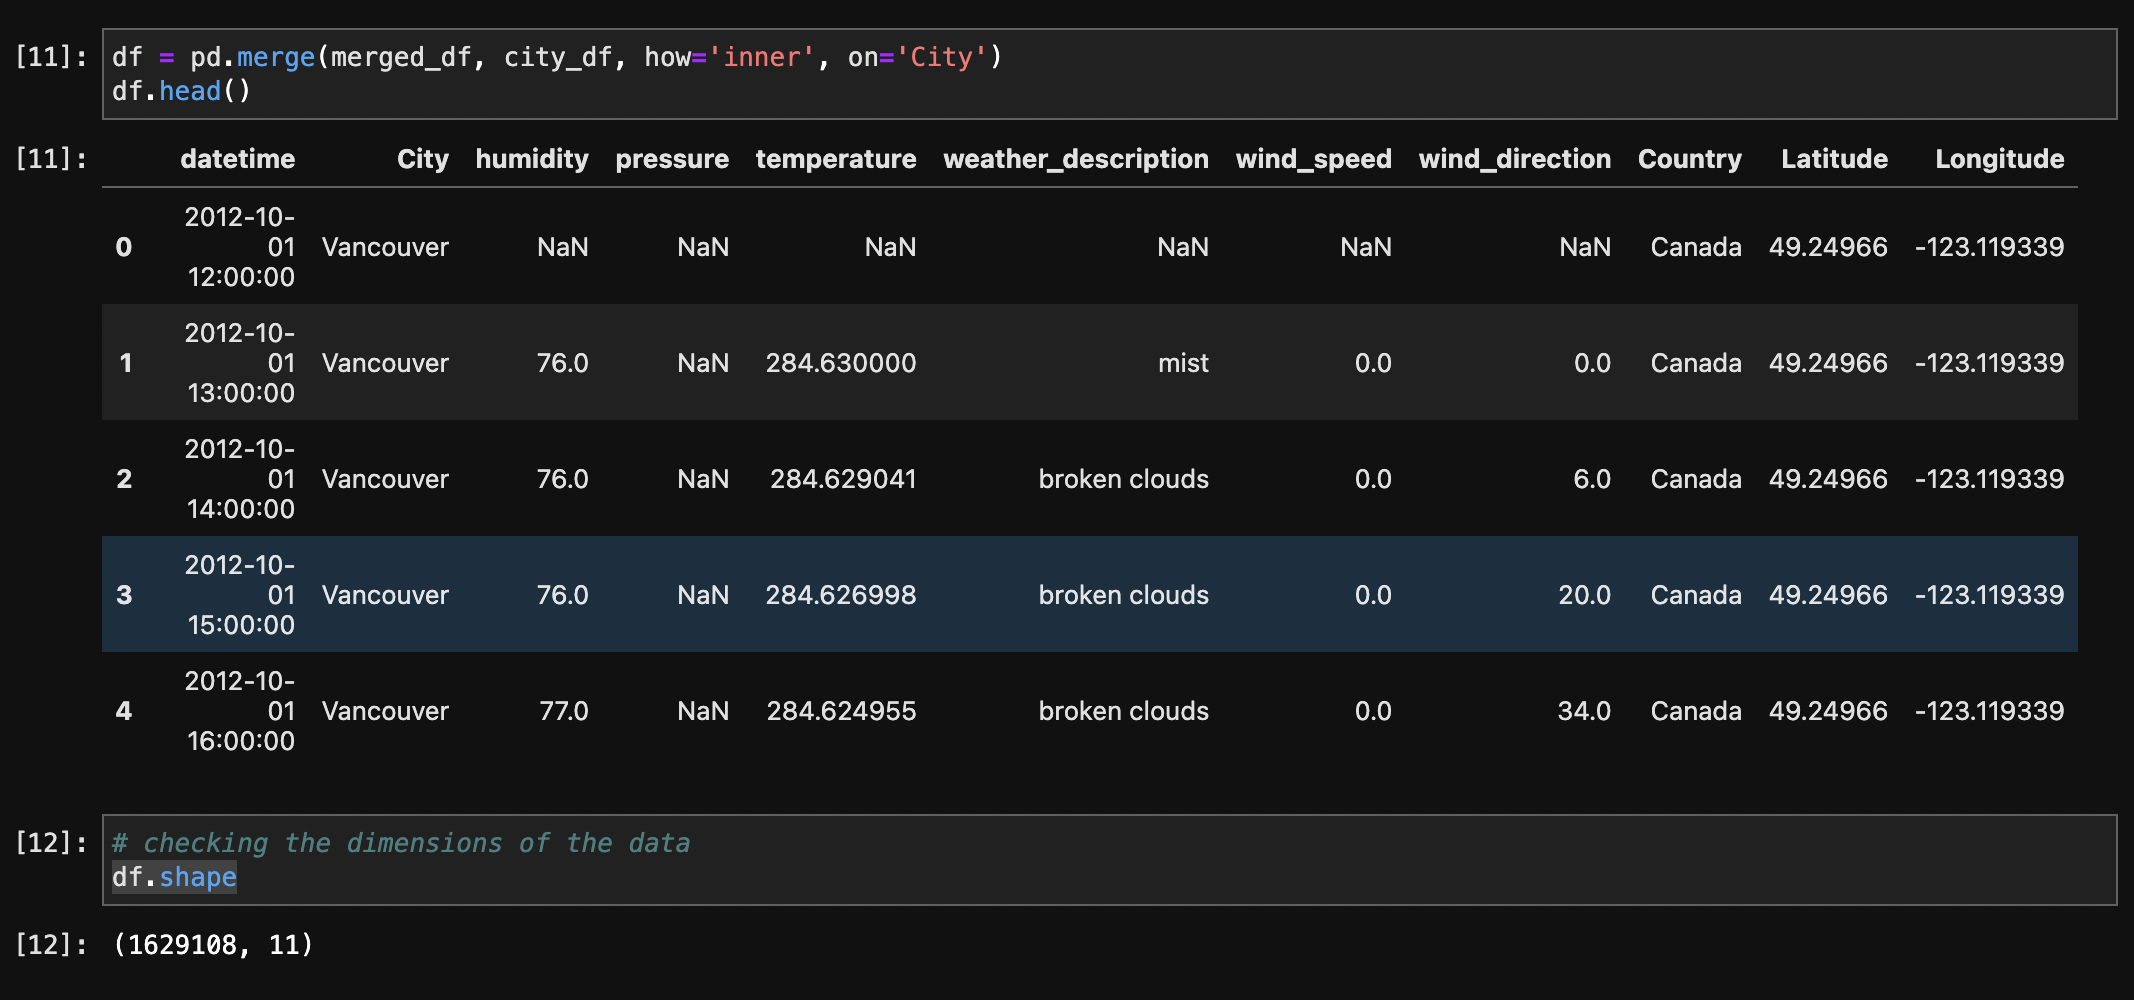 [11]: df = pd.merge(merged_df, city_df, how='inner', on='City')
df.head()
[11]: datetime City humidity pressure temperature weather_description wind_speed wind_direction Country Latitude Longitude
2012-10-
0 01 Vancouver NaN NaN NaN NaN NaN NaN Canada 49.24966 -123.119339
12:00:00
2012-10-
1 01 Vancouver 76.0 NaN 284.630000 mist 0.0 0.0 Canada 49.24966 -123.119339
13:00:00
2012-10-
2 01 Vancouver 76.0 NaN 284.629041 broken clouds 0.0 6.0 Canada 49.24966 -123.119339
14:00:00
2012-10-
3 01 Vancouver 76.0 NaN 284.626998 broken clouds 0.0 20.0 Canada 49.24966 -123.119339
15:00:00
2012-10-
4 01 Vancouver 77.0 NaN 284.624955 broken clouds 0.0 34.0 Canada 49.24966 -123.119339
16:00:00
[12]: # checking the dimensions of the data
df.shape
[12]: (1629108, 11)